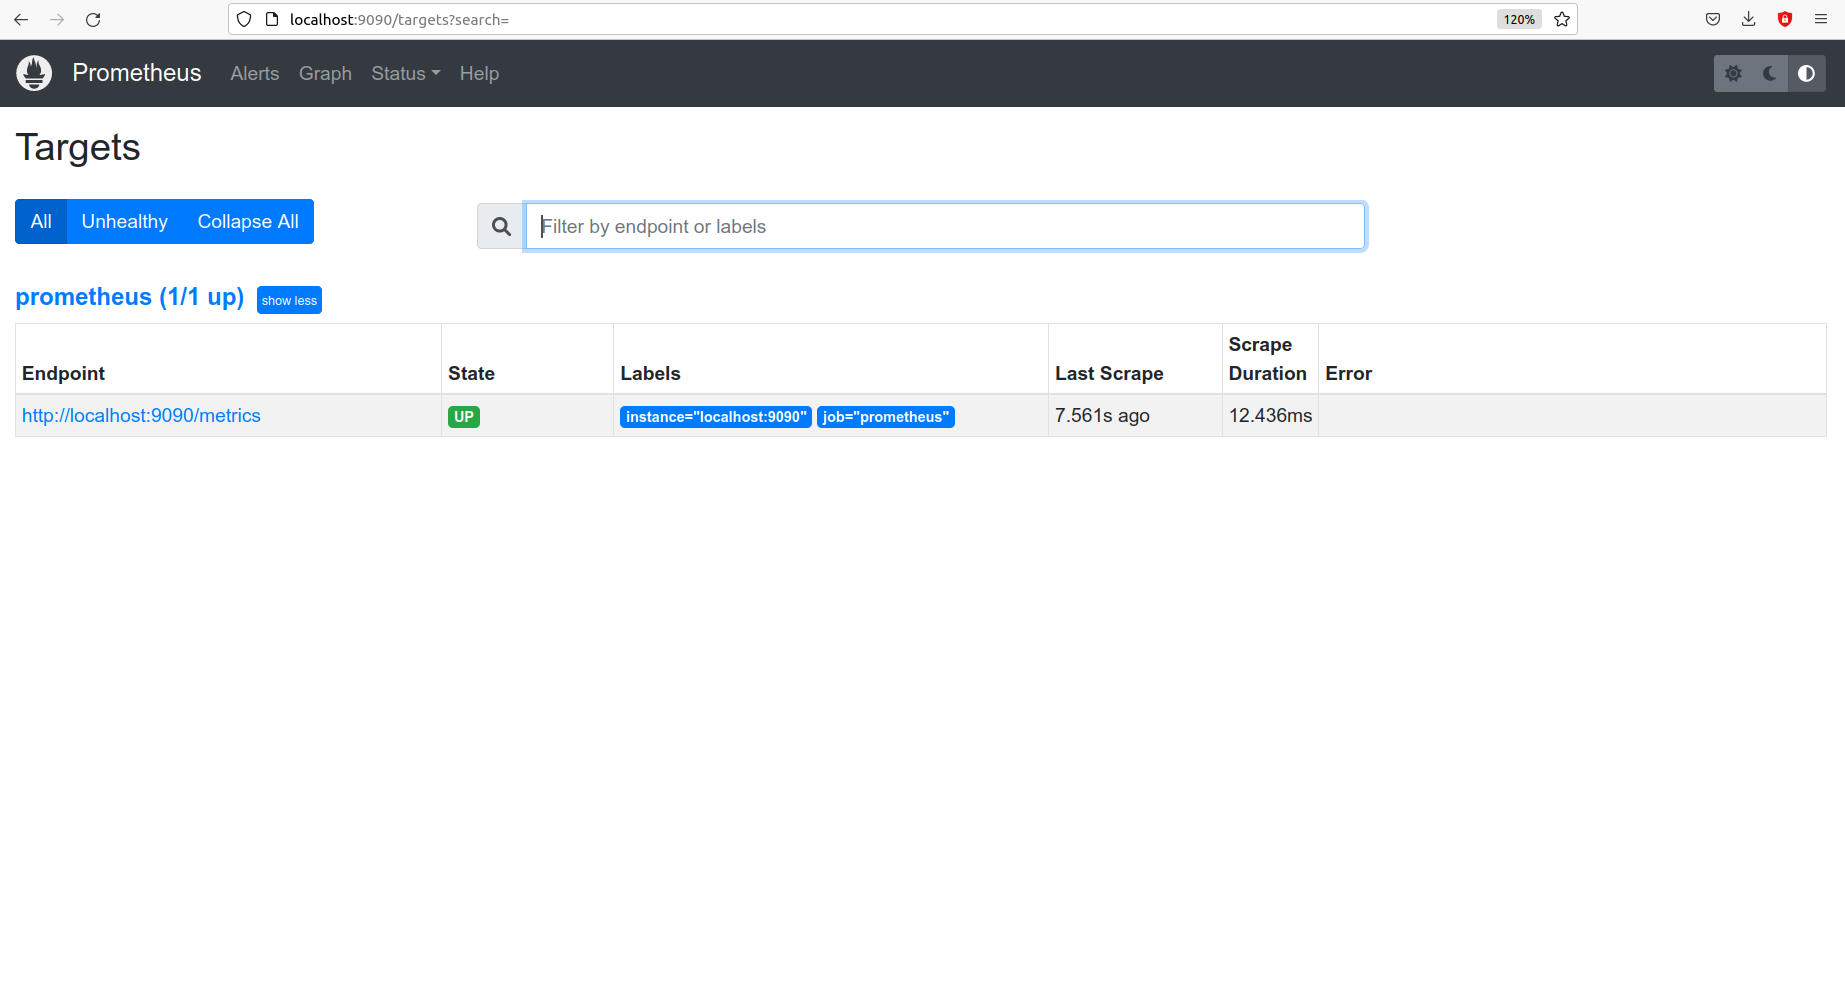 localhost:9090/targets?search=
120%
Prometheus Alerts Graph Status Help
Targets
All Unhealthy Collapse All
Filter by endpoint or labels
prometheus (1/1 up) show less
Endpoint State Labels Last Scrape Scrape Duration Error
http://localhost:9090/metrics UP instance="localhost:9090" job="prometheus" 7.561s ago 12.436ms